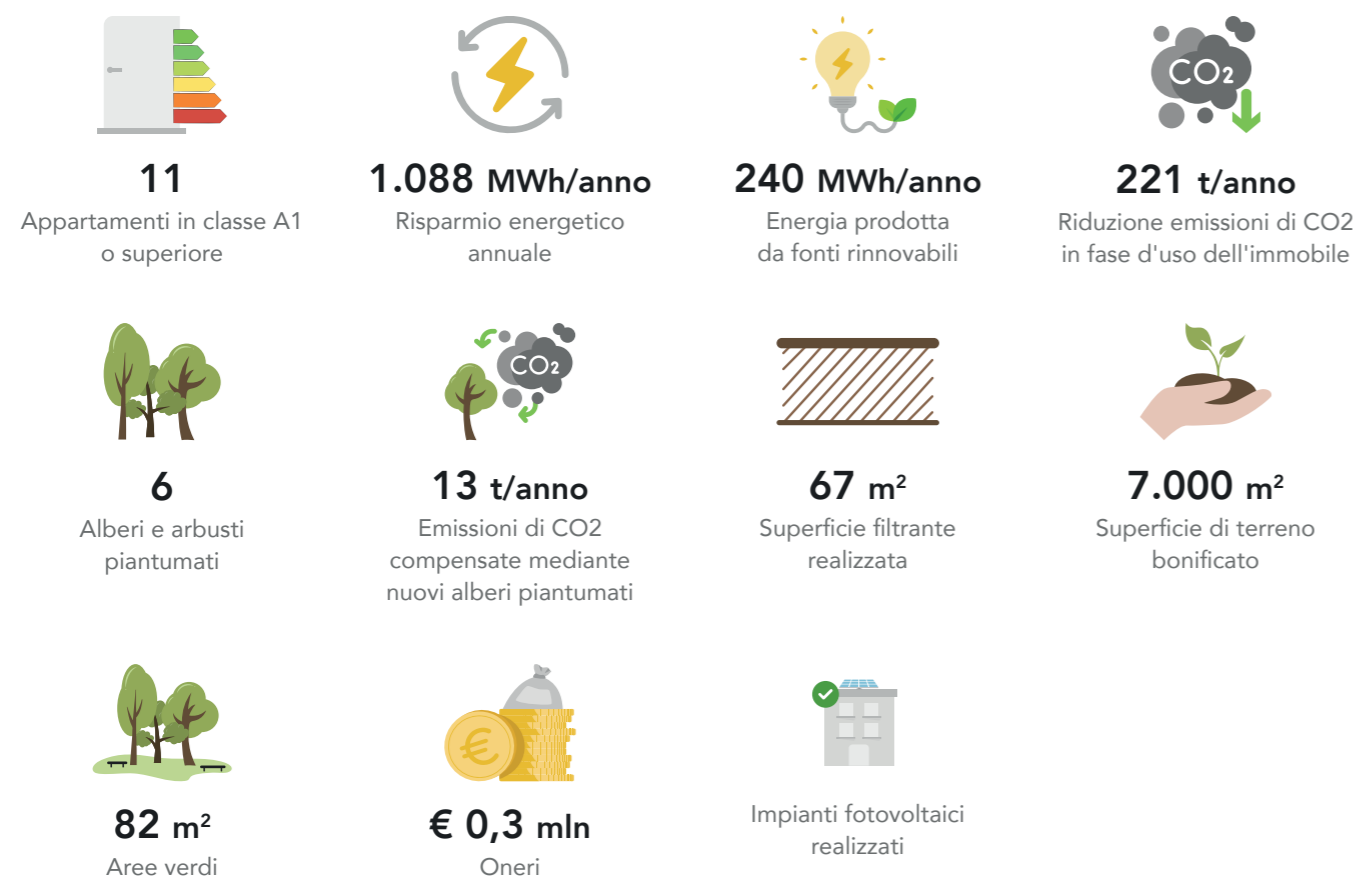 11
Appartamenti in classe A1
o superiore
1.088 MWh/anno
Risparmio energetico
annuale
240 MWh/anno
Energia prodotta
da fonti rinnovabili
CO2
221 t/anno
Riduzione emissioni di CO2
in fase d'uso dell'immobile
6
Alberi e arbusti
piantumati
CO2
13 t/anno
Emissioni di CO2
compensate mediante
nuovi alberi piantumati
67 m²
Superficie filtrante
realizzata
7.000 m²
Superficie di terreno
bonificato
82 m²
Aree verdi
€
€ 0,3 mln
Oneri
Impianti fotovoltaici
realizzati